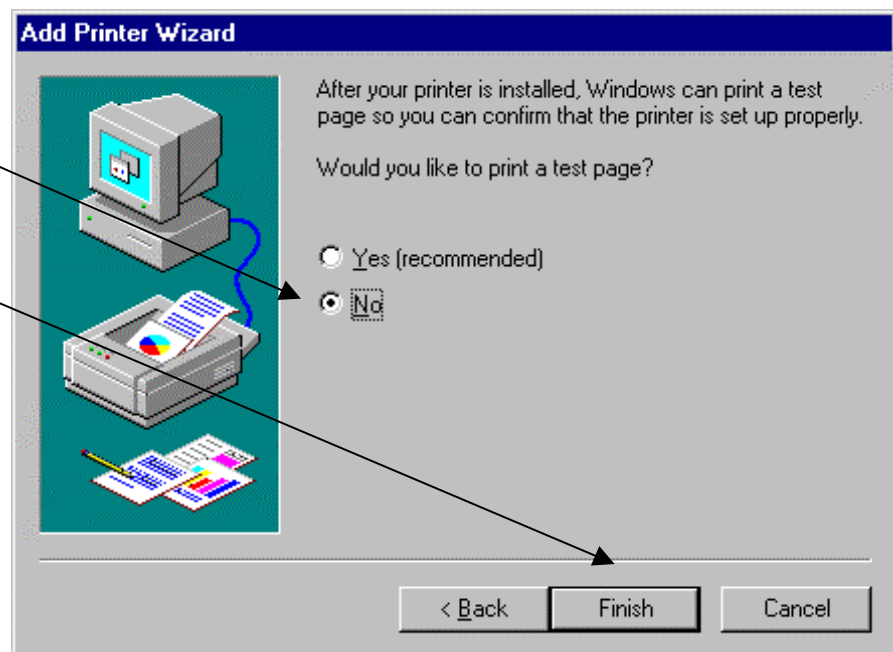 Add Printer Wizard
After your printer is installed, Windows can print a test
page so you can confirm that the printer is set up properly.
Would you like to print a test page?
Yes (recommended)
No
< Back
Finish
Cancel